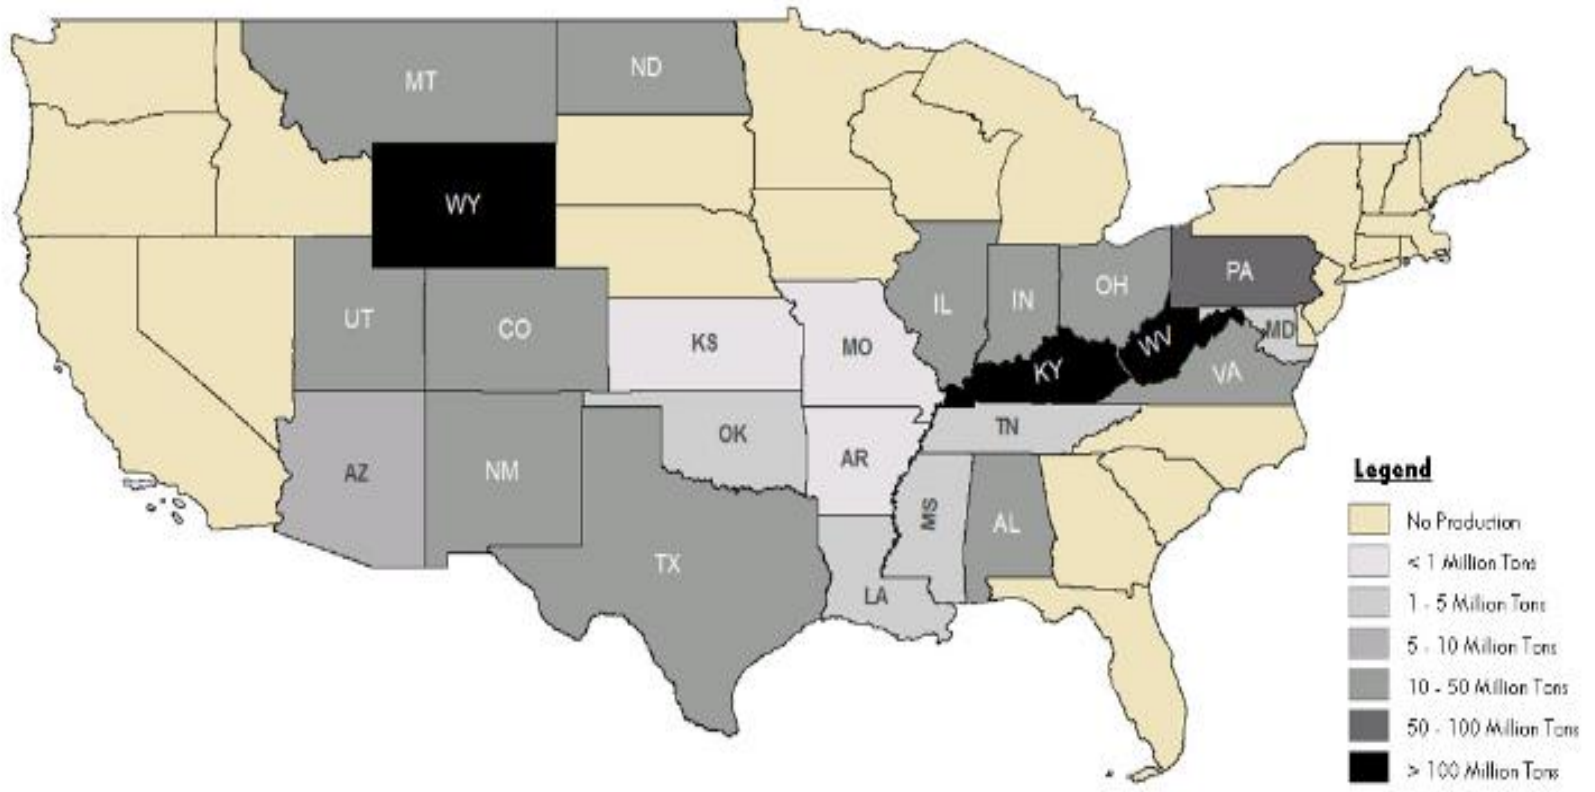 MT
ND
WY
UT
CO
KS
MO
IL
IN
OH
PA
MD
WV
KY
VA
AZ
NM
OK
AR
TN
MS
AL
TX
LA
Legend
No Production
< 1 Million Tons
1 - 5 Million Tons
5 - 10 Million Tons
10 - 50 Million Tons
50 - 100 Million Tons
> 100 Million Tons